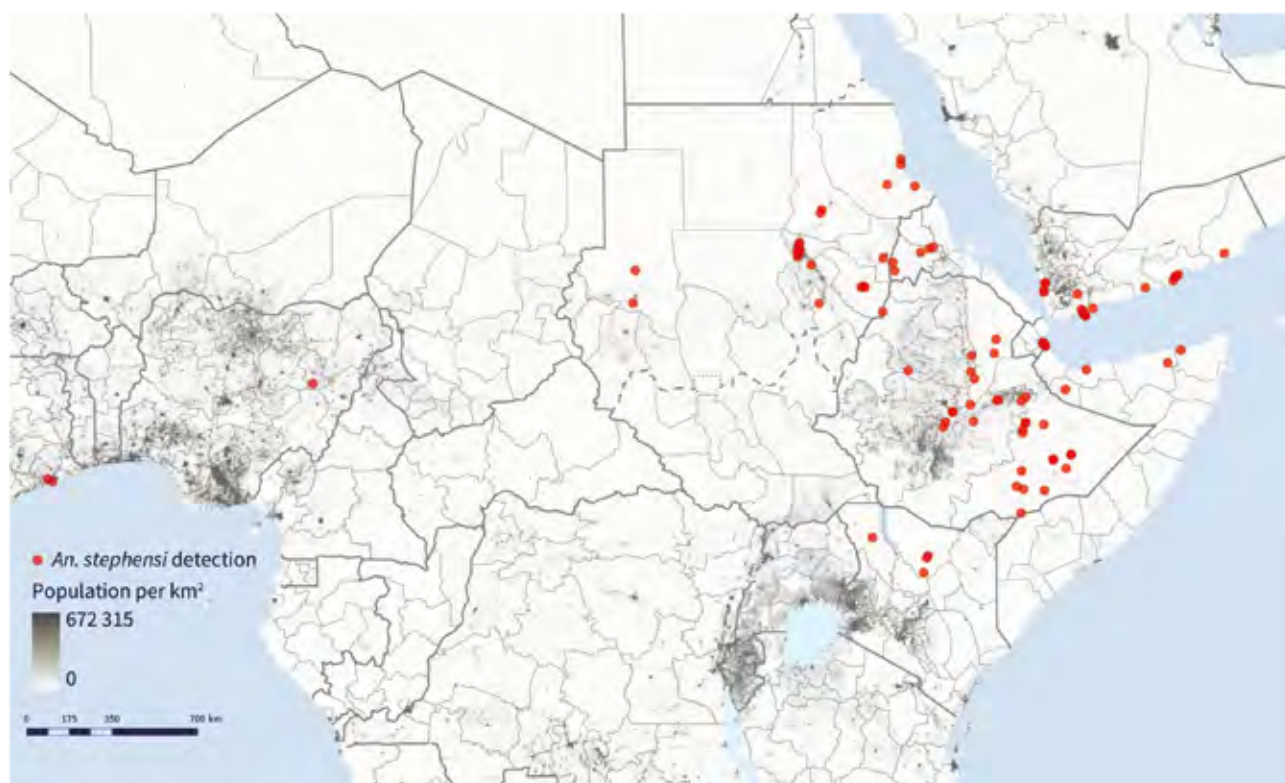 An. stephensi detection
Population per km²
672 315
0
0 175 350 700 km